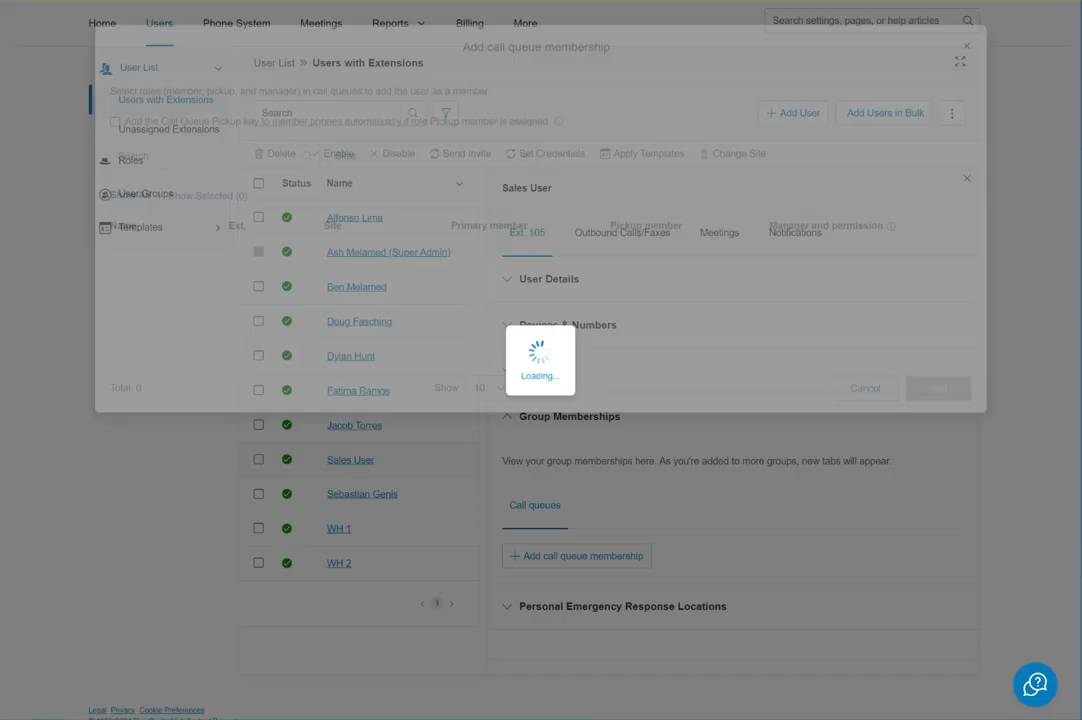 Home Users Phone System Meetings Reports Billing More Search settings, pages, or help articles
Add call queue membership
User List User List » Users with Extensions
Select roles (member, pickup, and manager) in call queues to add the user as a member
Users with Extensions
Search + Add User Add Users in Bulk
Add the Call Queue Pickup key to member phones automatically if role Pickup member is assigned
Unassigned Extensions
Delete Enable Disable Send Invite Set Credentials Apply Templates Change Site
Search
Roles
Status Name Sales User
User Groups Show Selected (0)
Alfonso Lima
Name Ext. Site Primary member Pickup member Manager and permission
Templates Ext. 105 Outbound Calls/Faxes Meetings Notifications
Ash Melamed (Super Admin)
User Details
Ben Melamed
Doug Fasching Devices & Numbers
Dylan Hunt
Loading...
Total: 0 Show 10 Cancel
Fatima Ramos
Group Memberships
Jacob Torres
Sales User View your group memberships here. As you're added to more groups, new tabs will appear.
Sebastian Genis
Call queues
WH 1
+ Add call queue membership
WH 2
‹ 1 ›
Personal Emergency Response Locations
Legal Privacy Cookie Preferences